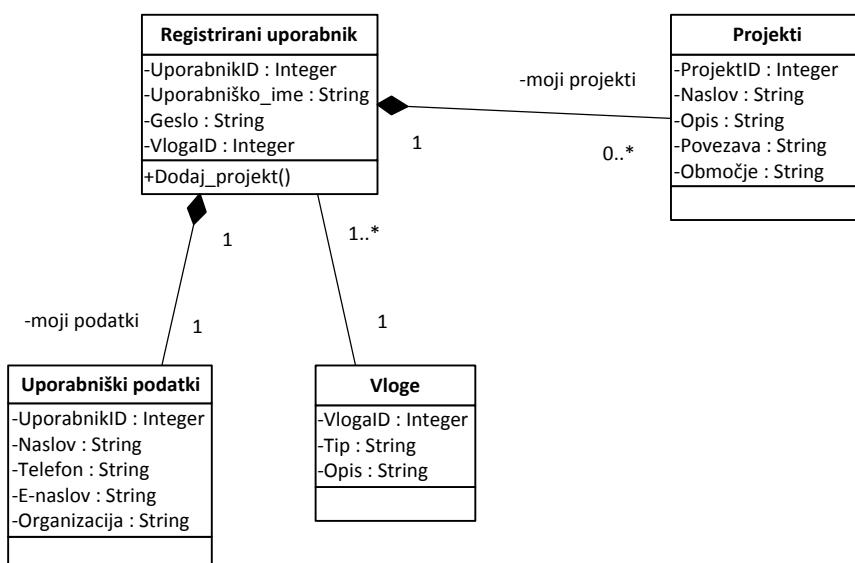 Registrirani uporabnik
-UporabnikID : Integer
-Uporabniško_ime : String
-Geslo : String
-VlogaID : Integer
+Dodaj_projekt()
-moji projekti
1
0..*
Projekti
-ProjektID : Integer
-Naslov : String
-Opis : String
-Povezava : String
-Območje : String
1
1..*
-moji podatki
1
1
Uporabniški podatki
-UporabnikID : Integer
-Naslov : String
-Telefon : String
-E-naslov : String
-Organizacija : String
Vloge
-VlogaID : Integer
-Tip : String
-Opis : String